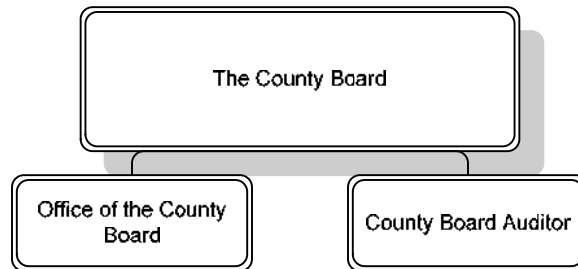 The County Board
Office of the County
Board
County Board Auditor